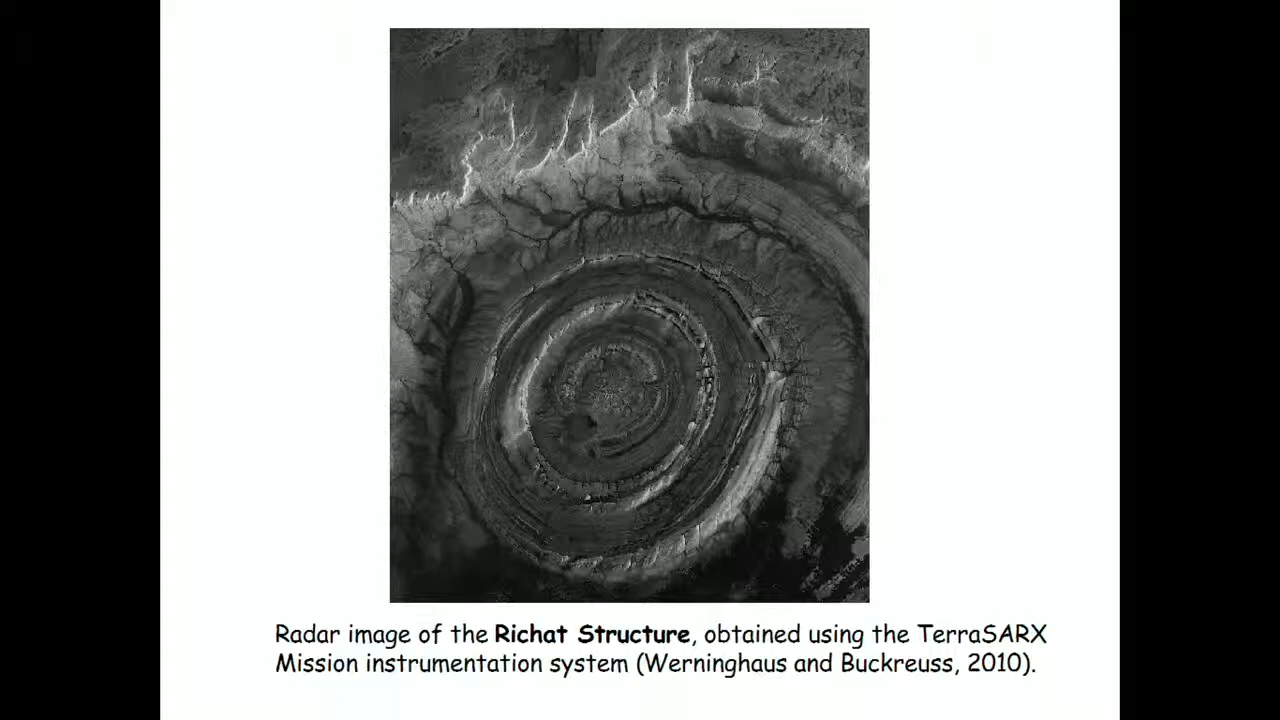 Radar image of the Richat Structure, obtained using the TerraSARX
Mission instrumentation system (Werninghaus and Buckreuss, 2010).